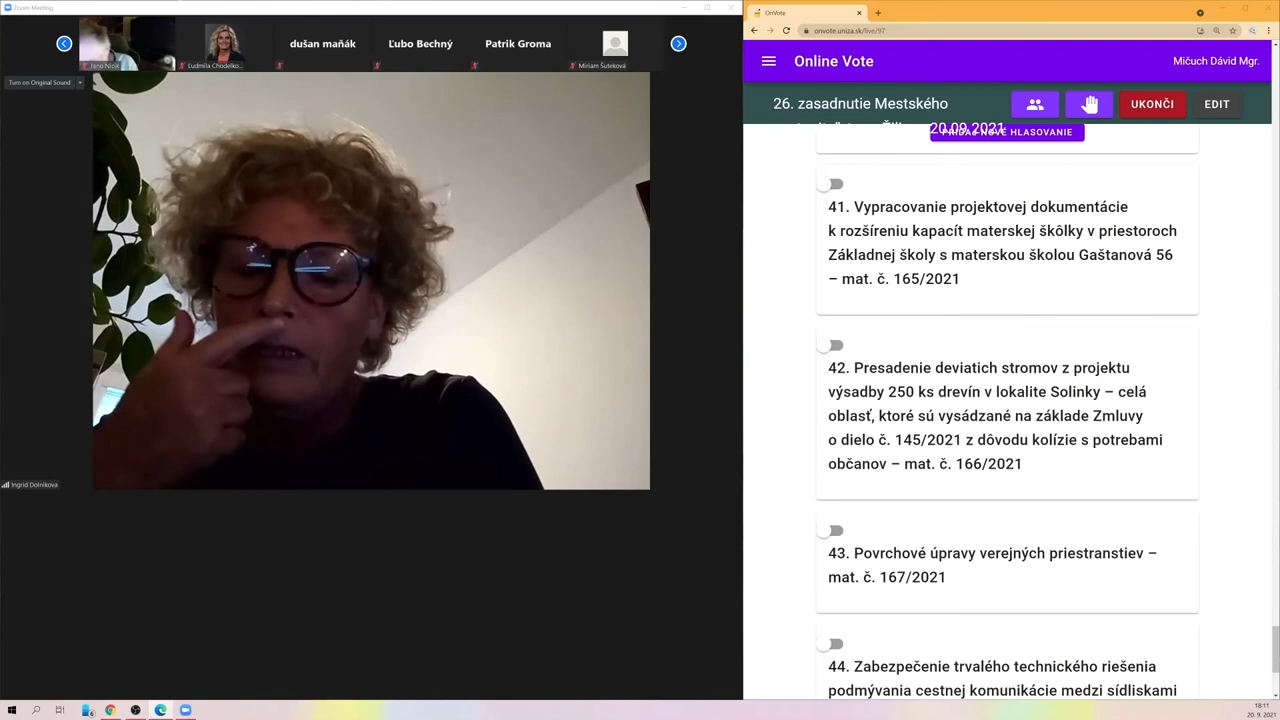 Zoom Meeting
dušan maňák
Ľubo Bechný
Patrik Groma
Jano Nicix
Ludmila Chodelko...
Miriam Šuteková
Turn on Original Sound
Ingrid Dolnikova
OnVote
onvote.uniza.sk/live/97
Online Vote
Mičuch Dávid Mgr.
26. zasadnutie Mestského
20.09.2021
UKONČI
EDIT
PRIDAJ NOVÉ HLASOVANIE
41. Vypracovanie projektovej dokumentácie
k rozšíreniu kapacít materskej škôlky v priestoroch
Základnej školy s materskou školou Gaštanová 56
– mat. č. 165/2021
42. Presadenie deviatich stromov z projektu
výsadby 250 ks drevín v lokalite Solinky – celá
oblasť, ktoré sú vysádzané na základe Zmluvy
o dielo č. 145/2021 z dôvodu kolízie s potrebami
občanov – mat. č. 166/2021
43. Povrchové úpravy verejných priestranstiev –
mat. č. 167/2021
44. Zabezpečenie trvalého technického riešenia
podmývania cestnej komunikácie medzi sídliskami
18:11
20. 9. 2021